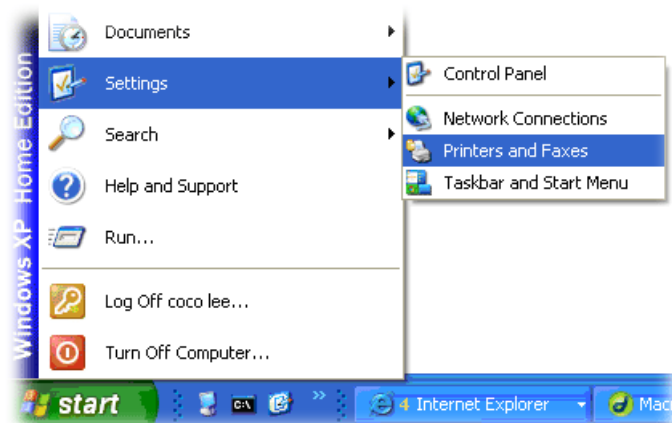 Documents
Settings
Search
Help and Support
Run...
Log Off coco lee...
Turn Off Computer...
Windows XP Home Edition
Control Panel
Network Connections
Printers and Faxes
Taskbar and Start Menu
start
C:\
4 Internet Explorer
Mac